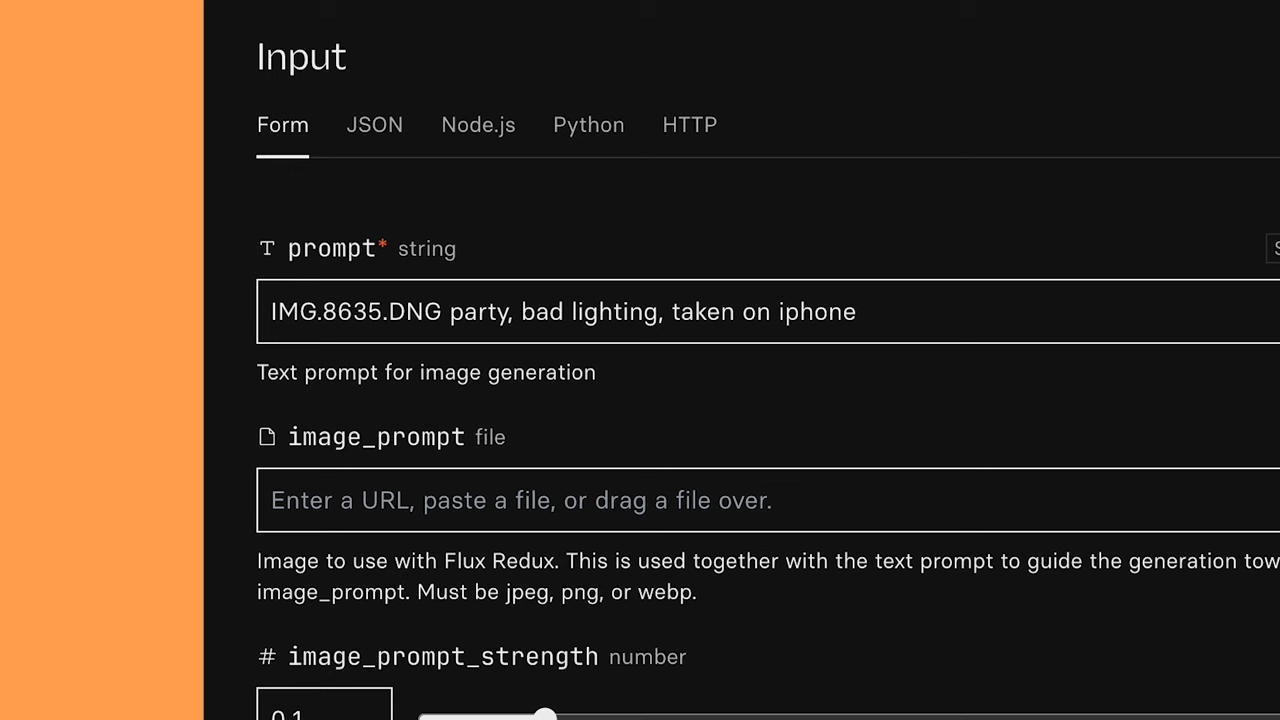 Input
Form JSON Node.js Python HTTP
prompt* string
IMG.8635.DNG party, bad lighting, taken on iphone
Text prompt for image generation
image_prompt file
Enter a URL, paste a file, or drag a file over.
Image to use with Flux Redux. This is used together with the text prompt to guide the generation
image_prompt. Must be jpeg, png, or webp.
# image_prompt_strength number
0.1